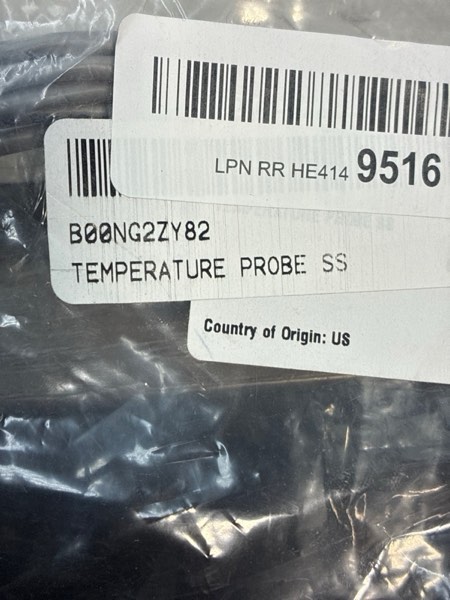 LPN RR HE414 9516
B00NG2ZY82
TEMPERATURE PROBE SS
Country of Origin: US